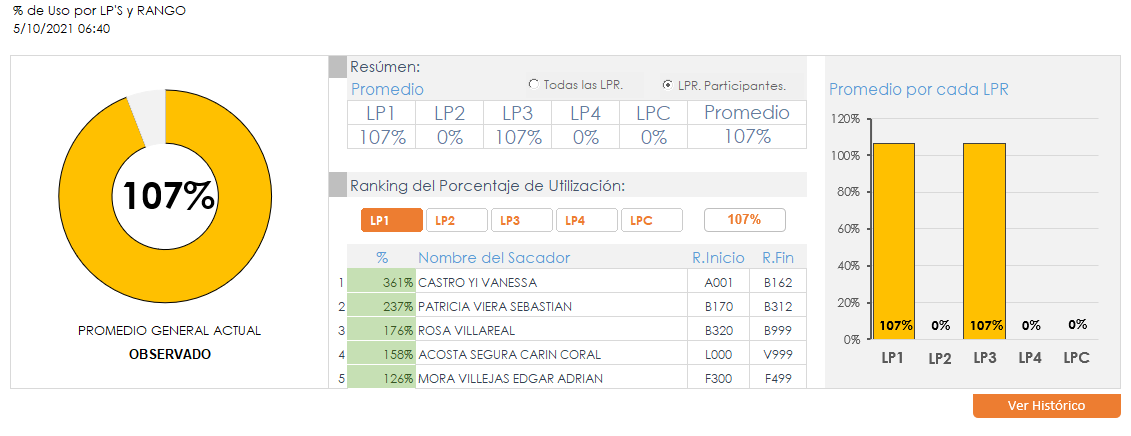 % de Uso por LP'S y RANGO
5/10/2021 06:40
107%
PROMEDIO GENERAL ACTUAL
OBSERVADO
Resúmen:
Promedio
Todas las LPR.
LPR. Participantes.
LP1 LP2 LP3 LP4 LPC Promedio
107% 0% 107% 0% 0% 107%
Ranking del Porcentaje de Utilización:
LP1 LP2 LP3 LP4 LPC 107%
% Nombre del Sacador R.Inicio R.Fin
1 361% CASTRO YI VANESSA A001 B162
2 237% PATRICIA VIERA SEBASTIAN B170 B312
3 176% ROSA VILLAREAL B320 B999
4 158% ACOSTA SEGURA CARIN CORAL L000 V999
5 126% MORA VILLEJAS EDGAR ADRIAN F300 F499
Promedio por cada LPR
120%
100%
80%
60%
40%
20%
0%
107% 0% 107% 0% 0%
LP1 LP2 LP3 LP4 LPC
Ver Histórico